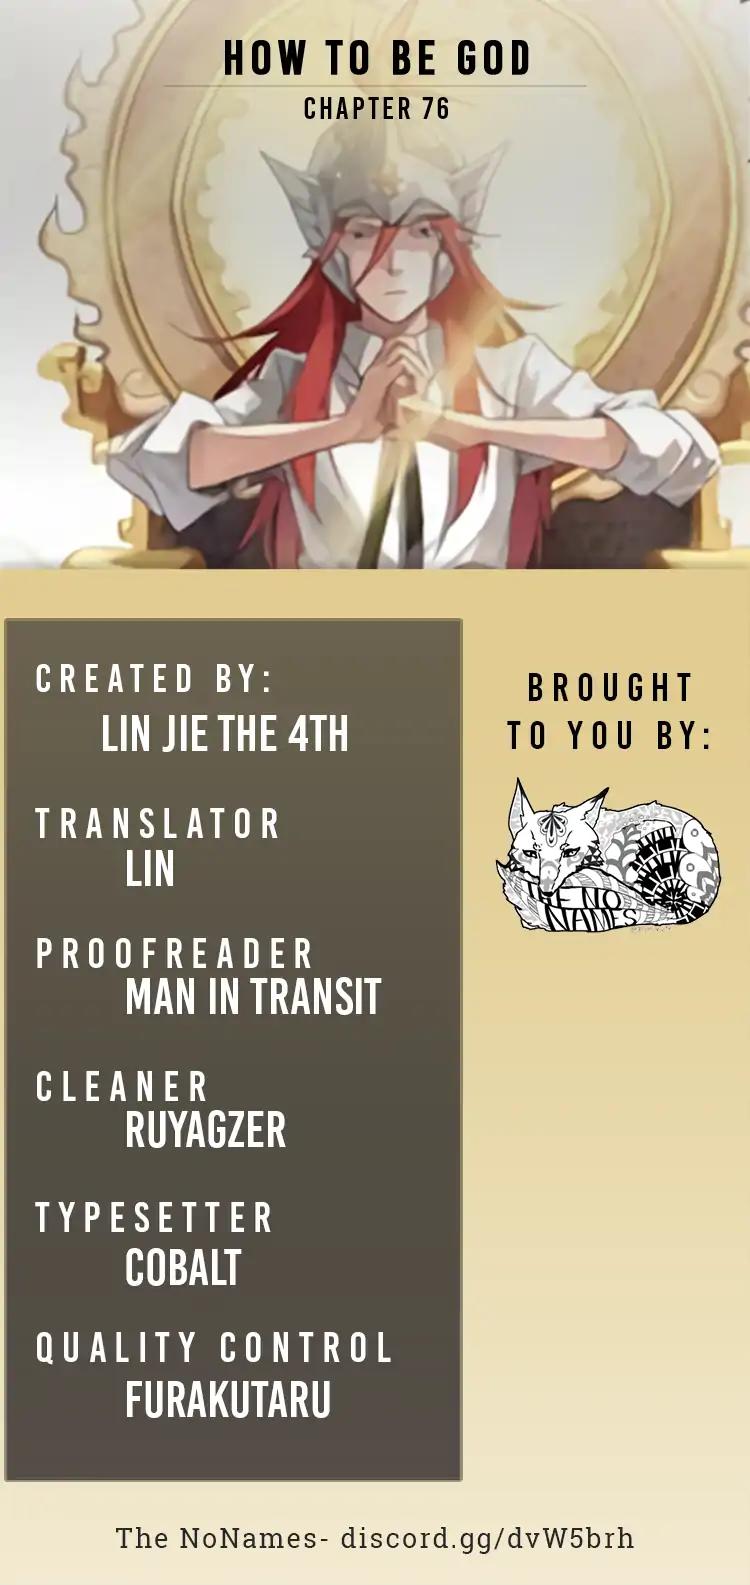 HOW TO BE GOD
CHAPTER 76
CREATED BY:
LIN JIE THE 4TH
TRANSLATOR
LIN
PROOFREADER
MAN IN TRANSIT
CLEANER
RUYAGZER
TYPESETTER
COBALT
QUALITY CONTROL
FURAKUTARU
BROUGHT
TO YOU BY:
THE NO
NAMES
The NoNames- discord.gg/dvW5brh